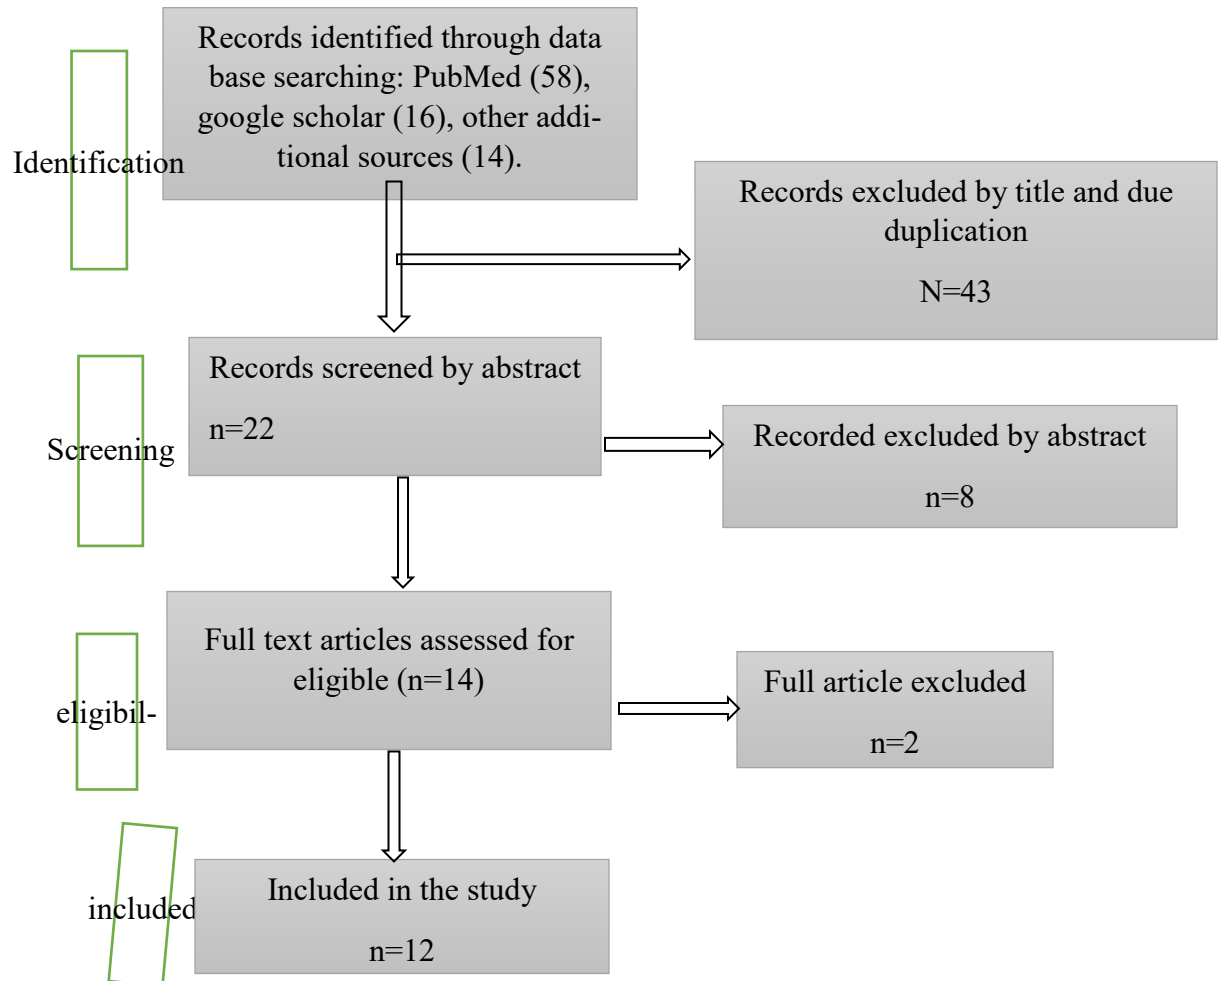 Records identified through data
base searching: PubMed (58),
google scholar (16), other addi-
tional sources (14).
Identification
Records excluded by title and due
duplication
N=43
Records screened by abstract
n=22
Screening
Recorded excluded by abstract
n=8
Full text articles assessed for
eligible (n=14)
eligibil-
Full article excluded
n=2
included
Included in the study
n=12